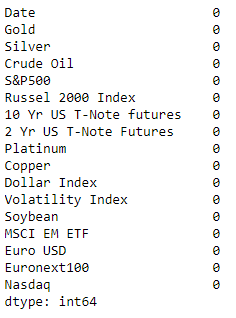 Date 0
Gold 0
Silver 0
Crude Oil 0
S&P500 0
Russel 2000 Index 0
10 Yr US T-Note futures 0
2 Yr US T-Note Futures 0
Platinum 0
Copper 0
Dollar Index 0
Volatility Index 0
Soybean 0
MSCI EM ETF 0
Euro USD 0
Euronext100 0
Nasdaq 0
dtype: int64